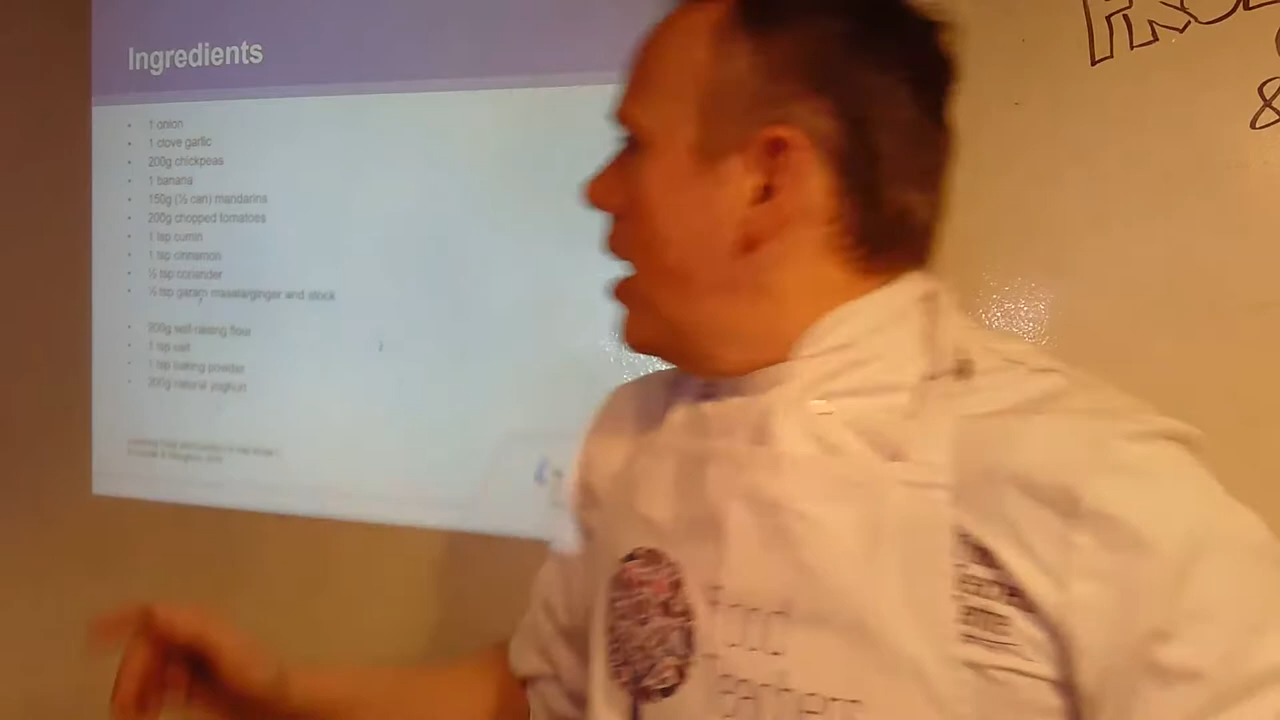 Ingredients
1 onion
1 clove garlic
200g chickpeas
1 banana
150g (½ can) mandarins
200g chopped tomatoes
1 tsp cumin
1 tsp cinnamon
½ tsp coriander
½ tsp garam masala/ginger and stock
200g self-raising flour
1 tsp salt
1 tsp baking powder
200g natural yoghurt
&
Food